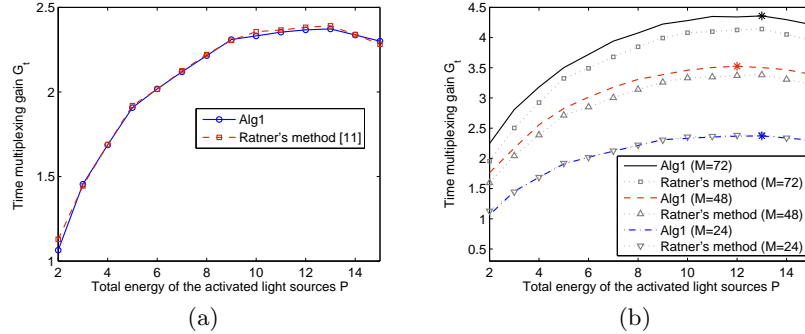 2.5
2
1.5
1
2 4 6 8 10 12 14
Time multiplexing gain G_t
Total energy of the activated light sources P
Alg1
Ratner's method [11]
(a)
4.5
4
3.5
3
2.5
2
1.5
1
0.5
2 4 6 8 10 12 14
Time multiplexing gain G_t
Total energy of the activated light sources P
Alg1 (M=72)
Ratner's method (M=72)
Alg1 (M=48)
Ratner's method (M=48)
Alg1 (M=24)
Ratner's method (M=24)
(b)